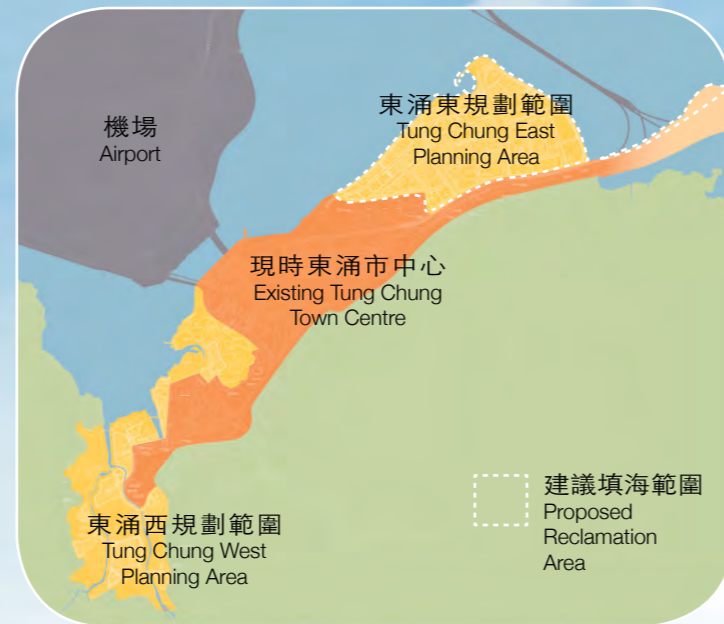 機場
Airport
東涌東規劃範圍
Tung Chung East
Planning Area
現時東涌市中心
Existing Tung Chung
Town Centre
東涌西規劃範圍
Tung Chung West
Planning Area
建議填海範圍
Proposed
Reclamation
Area